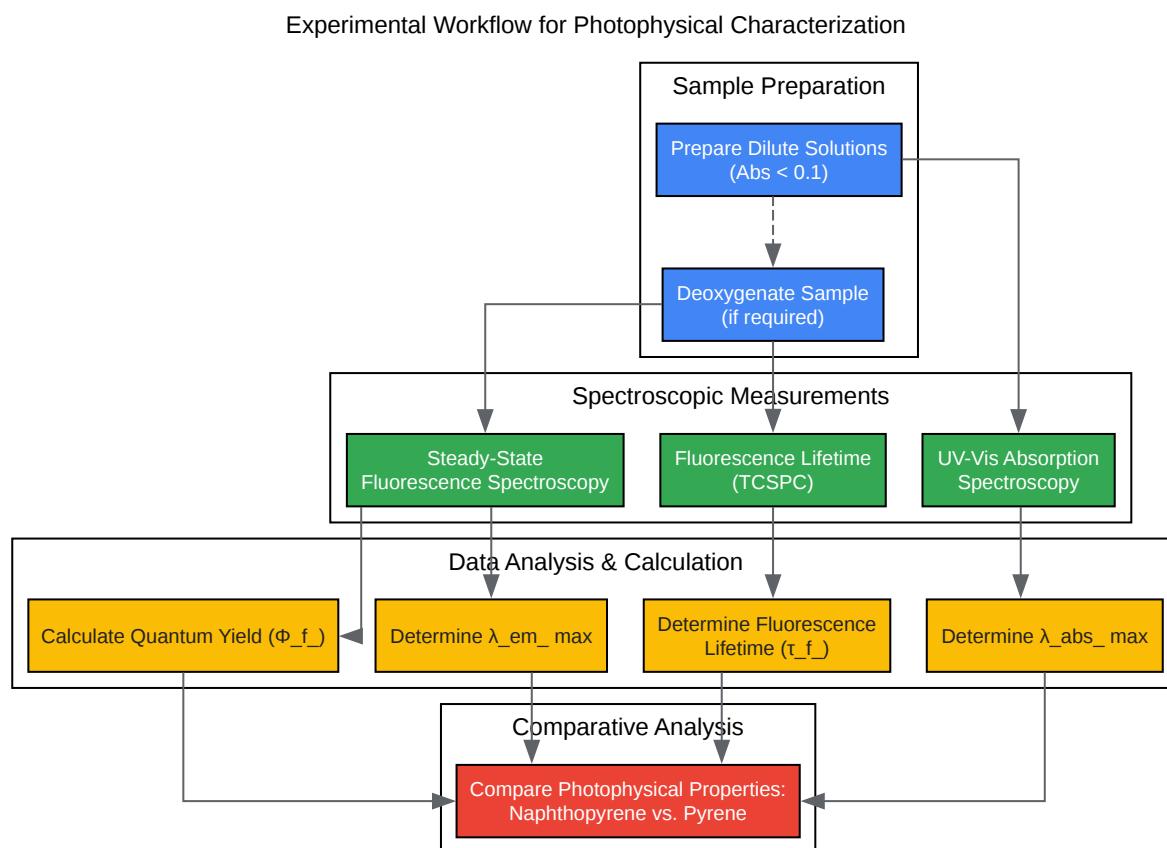 Experimental Workflow for Photophysical Characterization
Sample Preparation
Prepare Dilute Solutions
(Abs < 0.1)
Deoxygenate Sample
(if required)
Spectroscopic Measurements
Steady-State
Fluorescence Spectroscopy
Fluorescence Lifetime
(TCSPC)
UV-Vis Absorption
Spectroscopy
Data Analysis & Calculation
Calculate Quantum Yield (Φ_f_)
Determine λ_em_ max
Determine Fluorescence
Lifetime (τ_f_)
Determine λ_abs_ max
Comparative Analysis
Compare Photophysical Properties:
Naphthopyrene vs. Pyrene